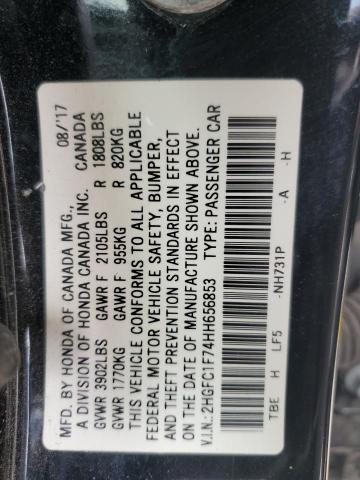 MFD. BY HONDA OF CANADA MFG., 08/'17
A DIVISION OF HONDA CANADA INC. CANADA
GVWR 3902LBS GAWR F 2105LBS R 1808LBS
GVWR 1770KG GAWR F 955KG R 820KG
THIS VEHICLE CONFORMS TO ALL APPLICABLE
FEDERAL MOTOR VEHICLE SAFETY, BUMPER,
AND THEFT PREVENTION STANDARDS IN EFFECT
ON THE DATE OF MANUFACTURE SHOWN ABOVE.
V.I.N.: 2HGFC1F74HH656853 TYPE: PASSENGER CAR
TBE H LF5 -NH731P -A -H